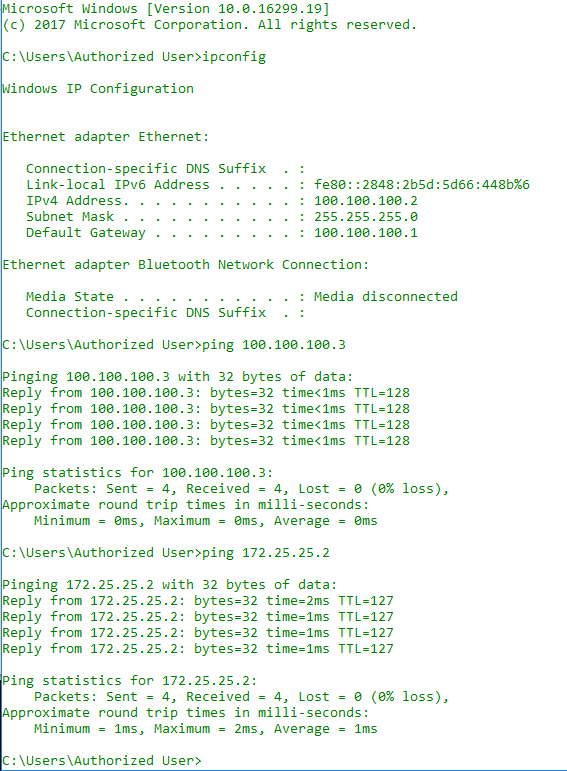 Microsoft Windows [Version 10.0.16299.19]
(c) 2017 Microsoft Corporation. All rights reserved.
C:\Users\Authorized User>ipconfig
Windows IP Configuration
Ethernet adapter Ethernet:
Connection-specific DNS Suffix  . :
Link-local IPv6 Address . . . . . : fe80::2848:2b5d:5d66:448b%6
IPv4 Address. . . . . . . . . . . : 100.100.100.2
Subnet Mask . . . . . . . . . . . : 255.255.255.0
Default Gateway . . . . . . . . . : 100.100.100.1
Ethernet adapter Bluetooth Network Connection:
Media State . . . . . . . . . . . : Media disconnected
Connection-specific DNS Suffix  . :
C:\Users\Authorized User>ping 100.100.100.3
Pinging 100.100.100.3 with 32 bytes of data:
Reply from 100.100.100.3: bytes=32 time<1ms TTL=128
Reply from 100.100.100.3: bytes=32 time<1ms TTL=128
Reply from 100.100.100.3: bytes=32 time<1ms TTL=128
Reply from 100.100.100.3: bytes=32 time<1ms TTL=128
Ping statistics for 100.100.100.3:
Packets: Sent = 4, Received = 4, Lost = 0 (0% loss),
Approximate round trip times in milli-seconds:
Minimum = 0ms, Maximum = 0ms, Average = 0ms
C:\Users\Authorized User>ping 172.25.25.2
Pinging 172.25.25.2 with 32 bytes of data:
Reply from 172.25.25.2: bytes=32 time=2ms TTL=127
Reply from 172.25.25.2: bytes=32 time=1ms TTL=127
Reply from 172.25.25.2: bytes=32 time=1ms TTL=127
Reply from 172.25.25.2: bytes=32 time=1ms TTL=127
Ping statistics for 172.25.25.2:
Packets: Sent = 4, Received = 4, Lost = 0 (0% loss),
Approximate round trip times in milli-seconds:
Minimum = 1ms, Maximum = 2ms, Average = 1ms
C:\Users\Authorized User>